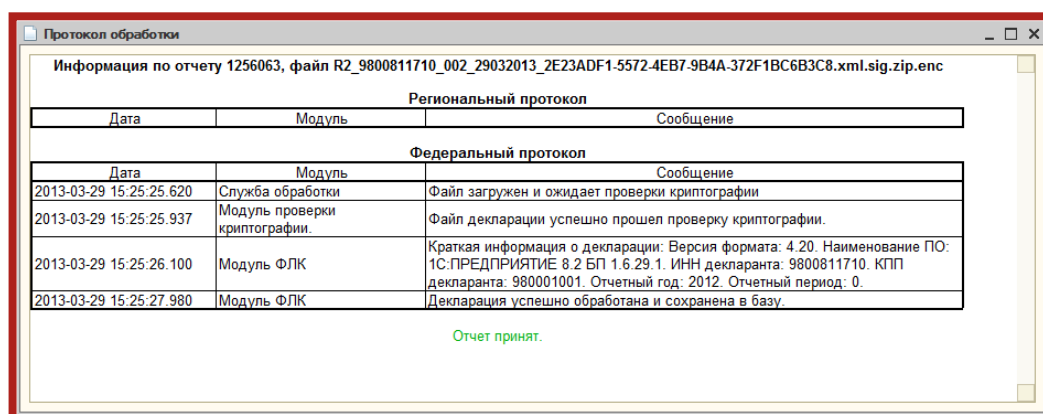 Протокол обработки
Информация по отчету 1256063, файл R2_9800811710_002_29032013_2E23ADF1-5572-4EB7-9B4A-372F1BC6B3C8.xml.sig.zip.enc
Региональный протокол
Дата Модуль Сообщение
Федеральный протокол
Дата Модуль Сообщение
2013-03-29 15:25:25.620 Служба обработки Файл загружен и ожидает проверки криптографии
2013-03-29 15:25:25.937 Модуль проверки
криптографии. Файл декларации успешно прошел проверку криптографии.
2013-03-29 15:25:26.100 Модуль ФЛК Краткая информация о декларации: Версия формата: 4.20. Наименование ПО:
1С:ПРЕДПРИЯТИЕ 8.2 БП 1.6.29.1. ИНН декларанта: 9800811710. КПП
декларанта: 980001001. Отчетный год: 2012. Отчетный период: 0.
2013-03-29 15:25:27.980 Модуль ФЛК Декларация успешно обработана и сохранена в базу.
Отчет принят.